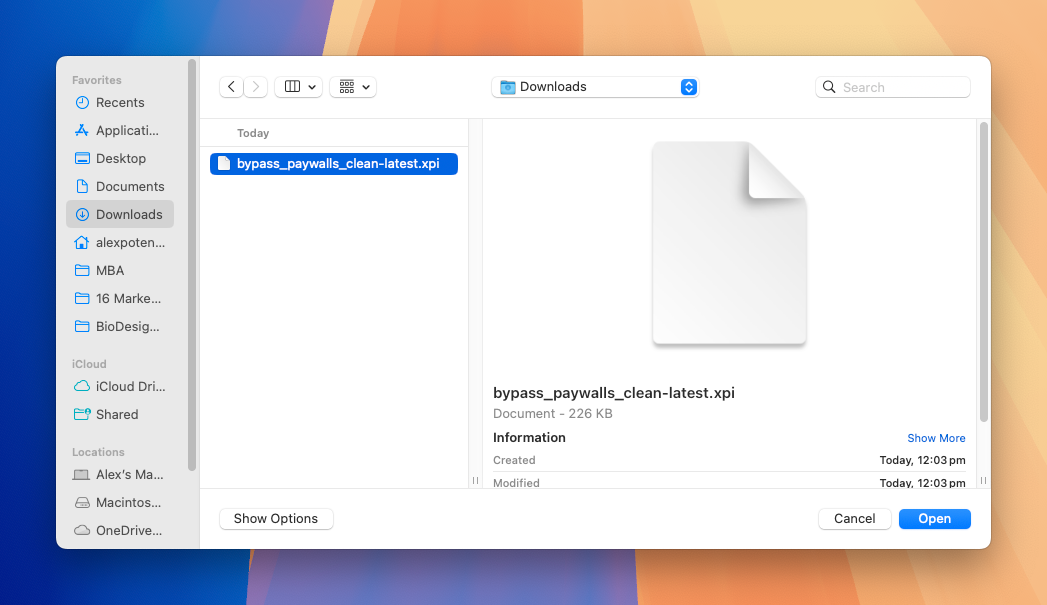 Favorites
Recents
Applicati...
Desktop
Documents
Downloads
alexpoten...
MBA
16 Marke...
BioDesig...
iCloud
iCloud Dri...
Shared
Locations
Alex's Ma...
Macintos...
OneDrive...
Downloads
Search
Today
bypass_paywalls_clean-latest.xpi
bypass_paywalls_clean-latest.xpi
Document - 226 KB
Information Show More
Created Today, 12:03 pm
Modified Today, 12:03 pm
Show Options Cancel Open